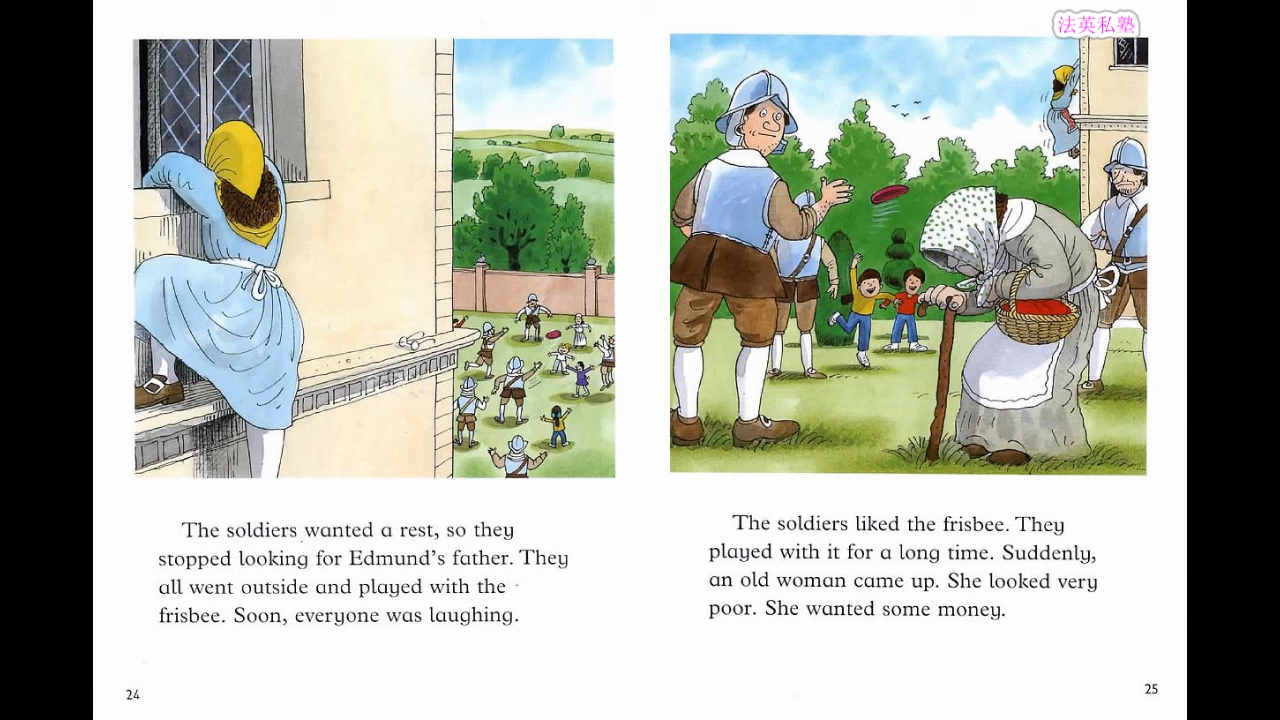 法英私塾
The soldiers wanted a rest, so they
stopped looking for Edmund's father. They
all went outside and played with the
frisbee. Soon, everyone was laughing.
24
The soldiers liked the frisbee. They
played with it for a long time. Suddenly,
an old woman came up. She looked very
poor. She wanted some money.
25